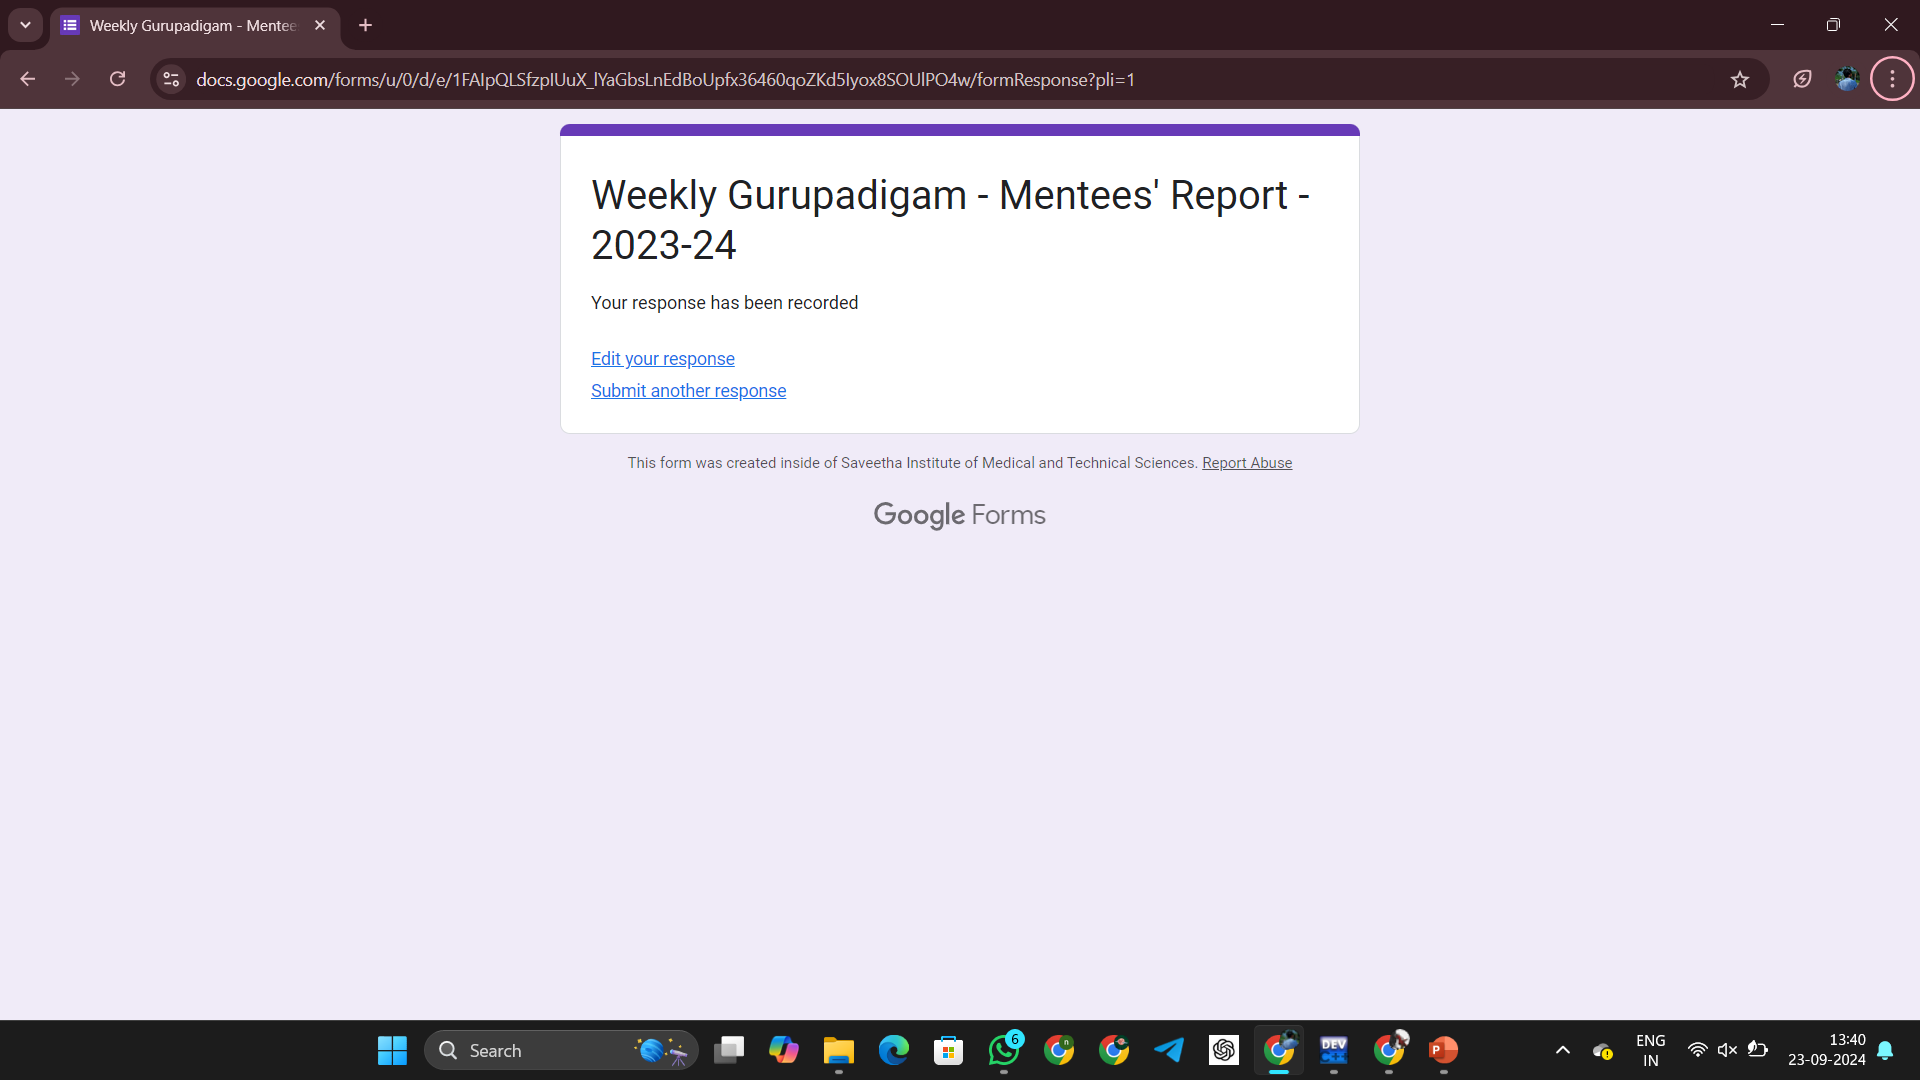 Weekly Gurupadigam - Mentee
docs.google.com/forms/u/0/d/e/1FAIpQLSfzpIUuX_lYaGbsLnEdBoUpfx36460qoZKd5Iyox8SOUlPO4w/formResponse?pli=1
Weekly Gurupadigam - Mentees' Report -
2023-24
Your response has been recorded
Edit your response
Submit another response
This form was created inside of Saveetha Institute of Medical and Technical Sciences. Report Abuse
Google Forms
Search
6
n
DEV
C++
P
ENG
IN
13:40
23-09-2024